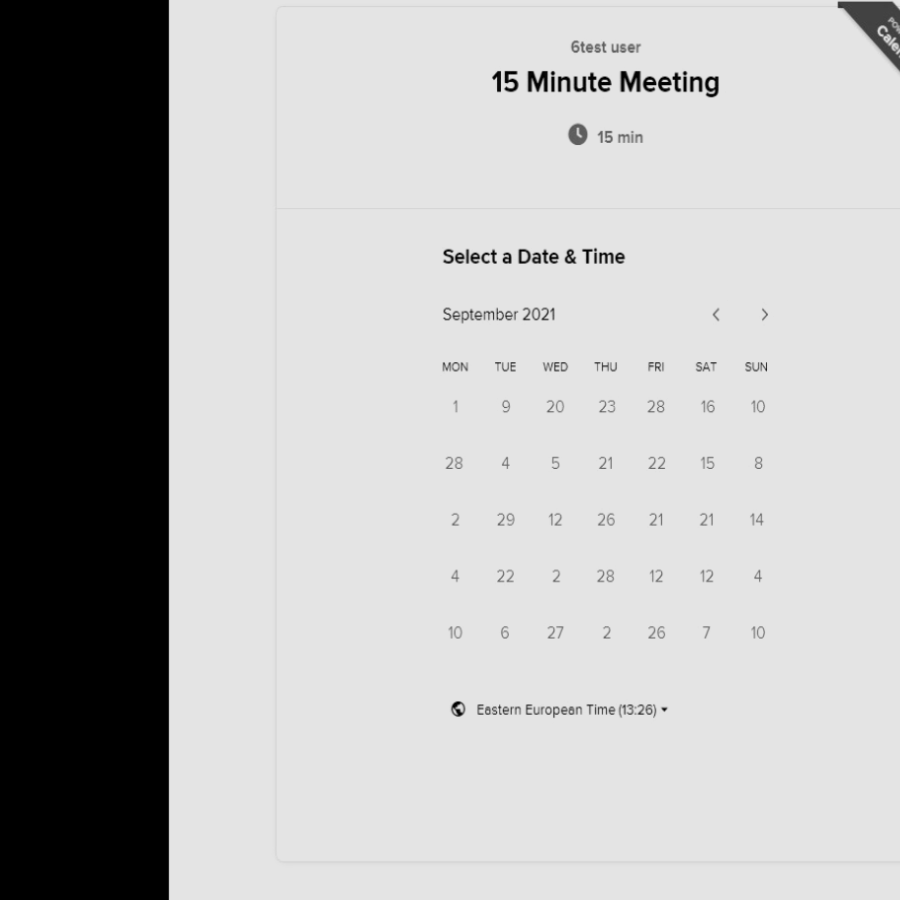 6test user
15 Minute Meeting
15 min
Select a Date & Time
September 2021
MON TUE WED THU FRI SAT SUN
1 9 20 23 28 16 10
28 4 5 21 22 15 8
2 29 12 26 21 21 14
4 22 2 28 12 12 4
10 6 27 2 26 7 10
Eastern European Time (13:26)